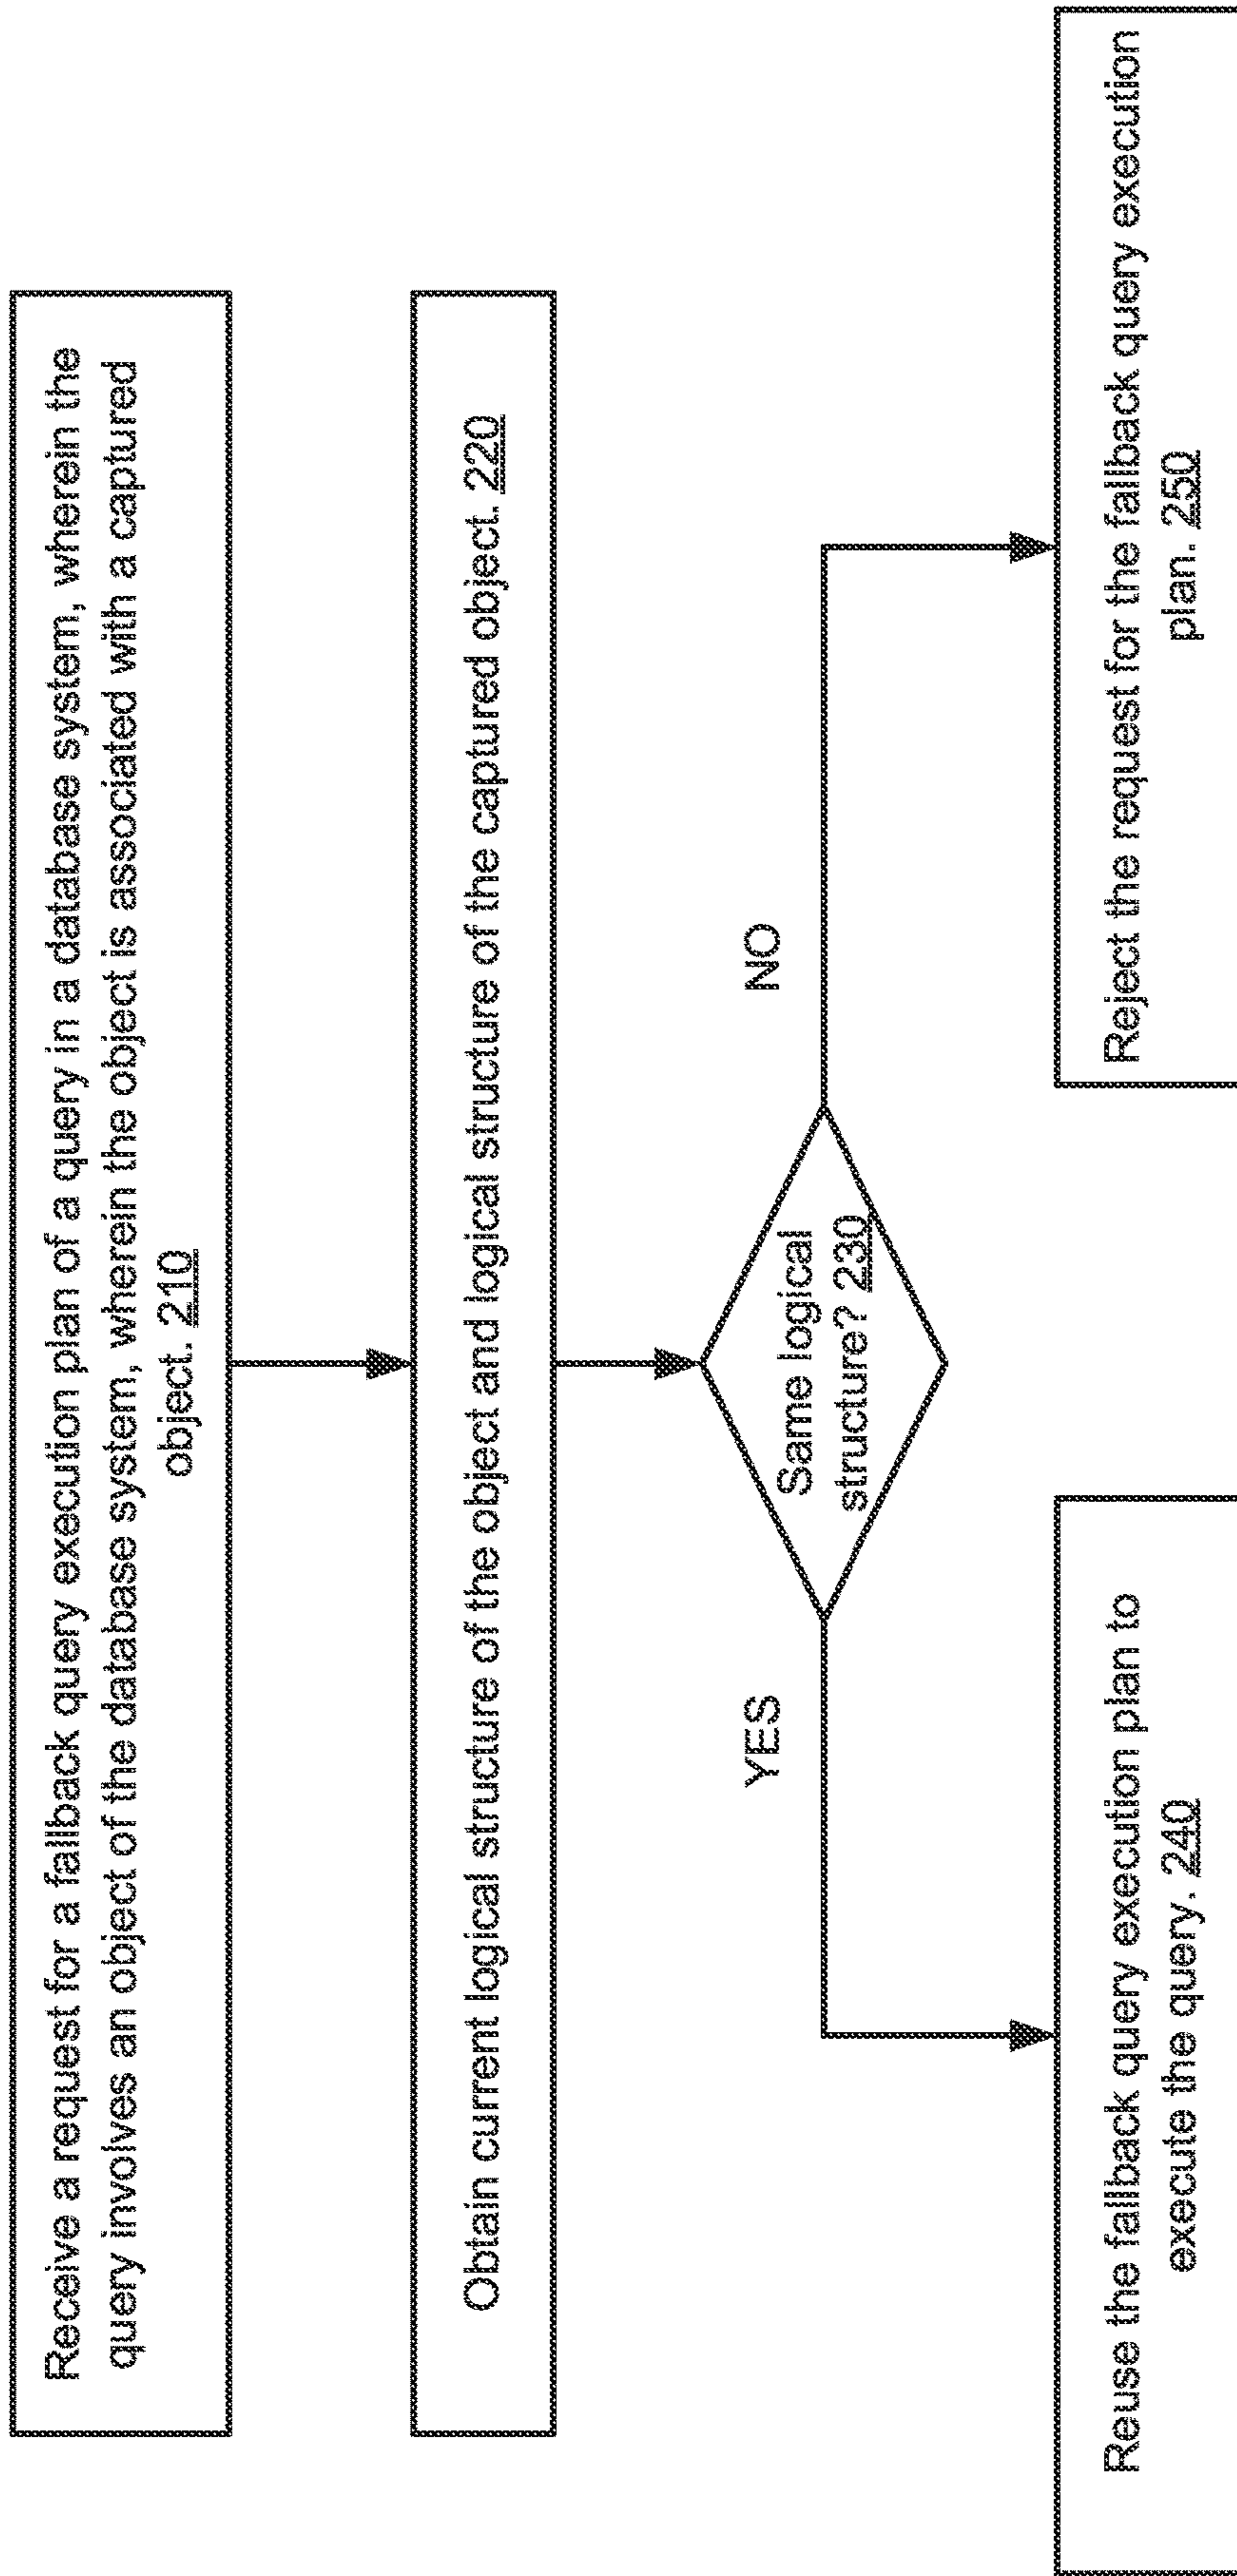 Receive a request for a fallback query execution plan of a query in a database system, wherein the
query involves an object of the database system, wherein the object is associated with a captured
object. 210
Obtain current logical structure of the object and logical structure of the captured object. 220
Same logical
structure? 230
YES
NO
Reuse the fallback query execution plan to
execute the query. 240
Reject the request for the fallback query execution
plan. 250